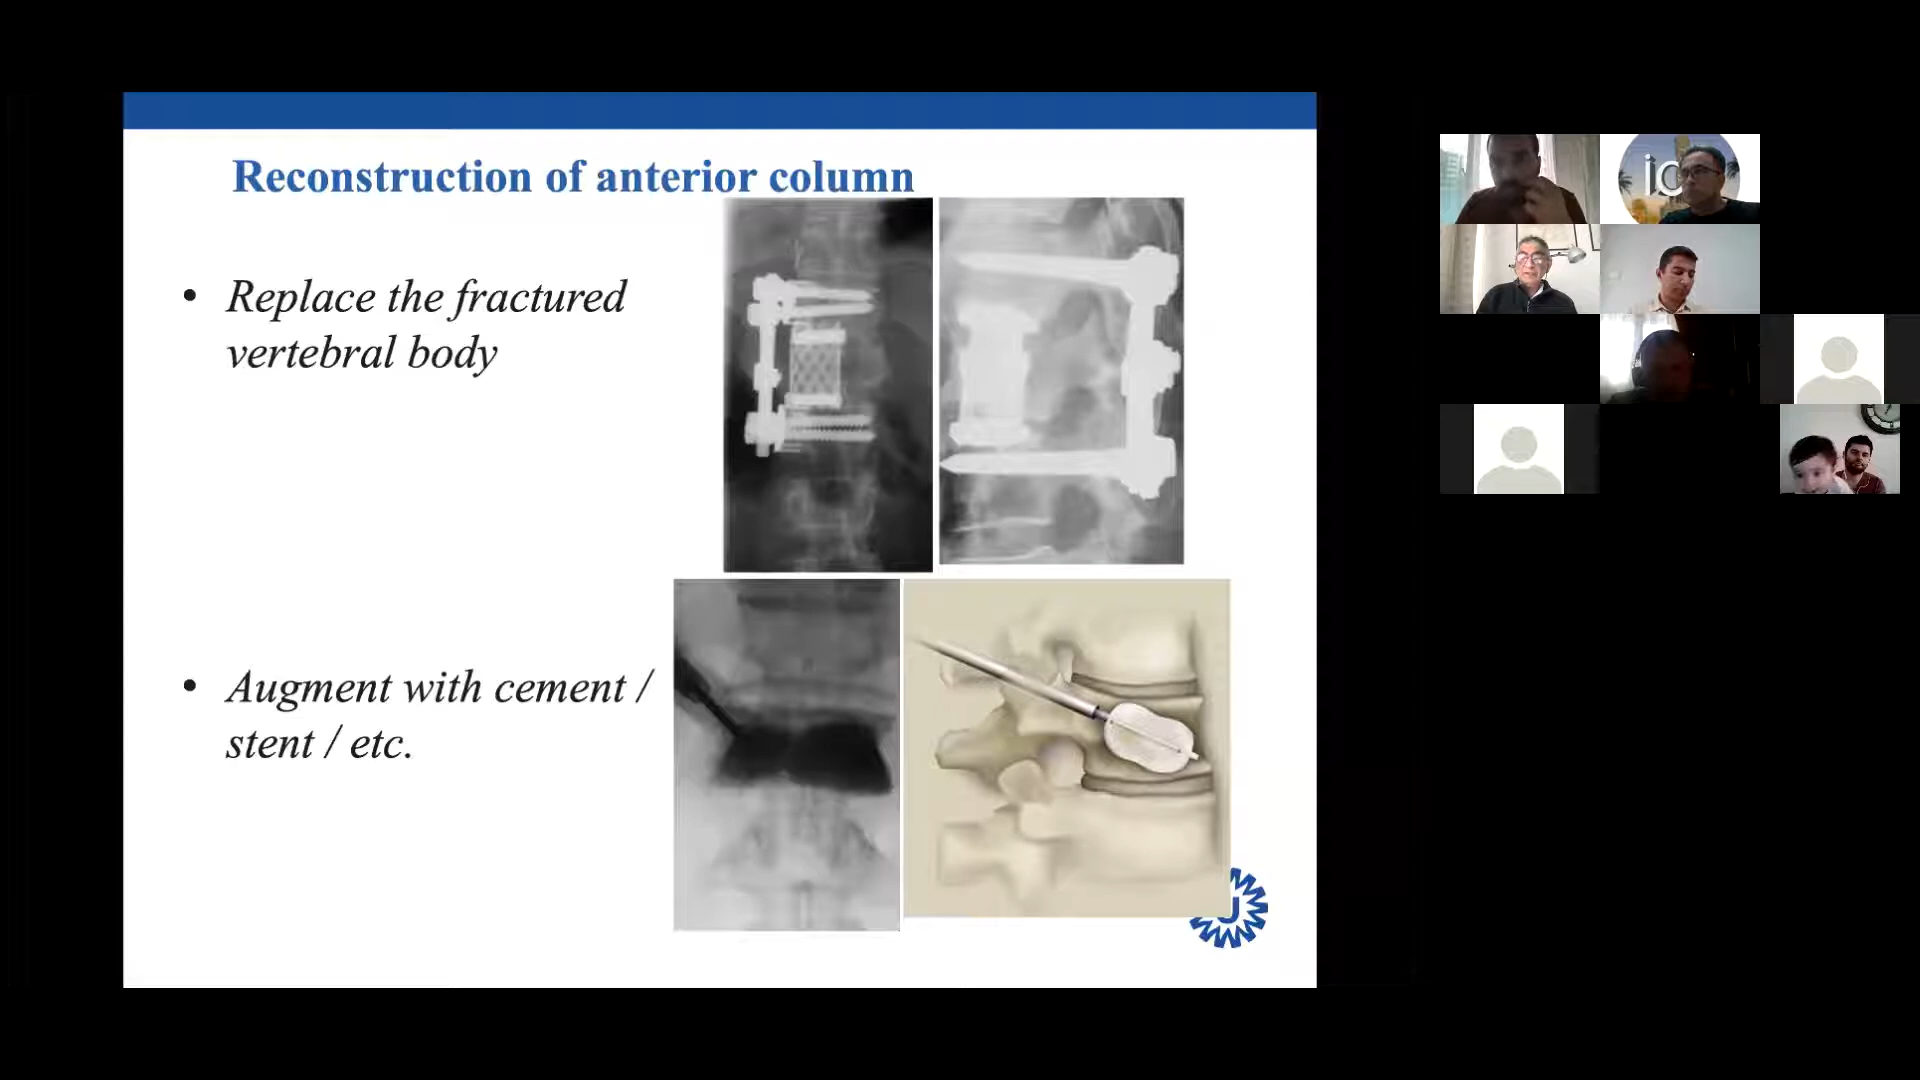 Reconstruction of anterior column
• Replace the fractured
vertebral body
• Augment with cement /
stent / etc.